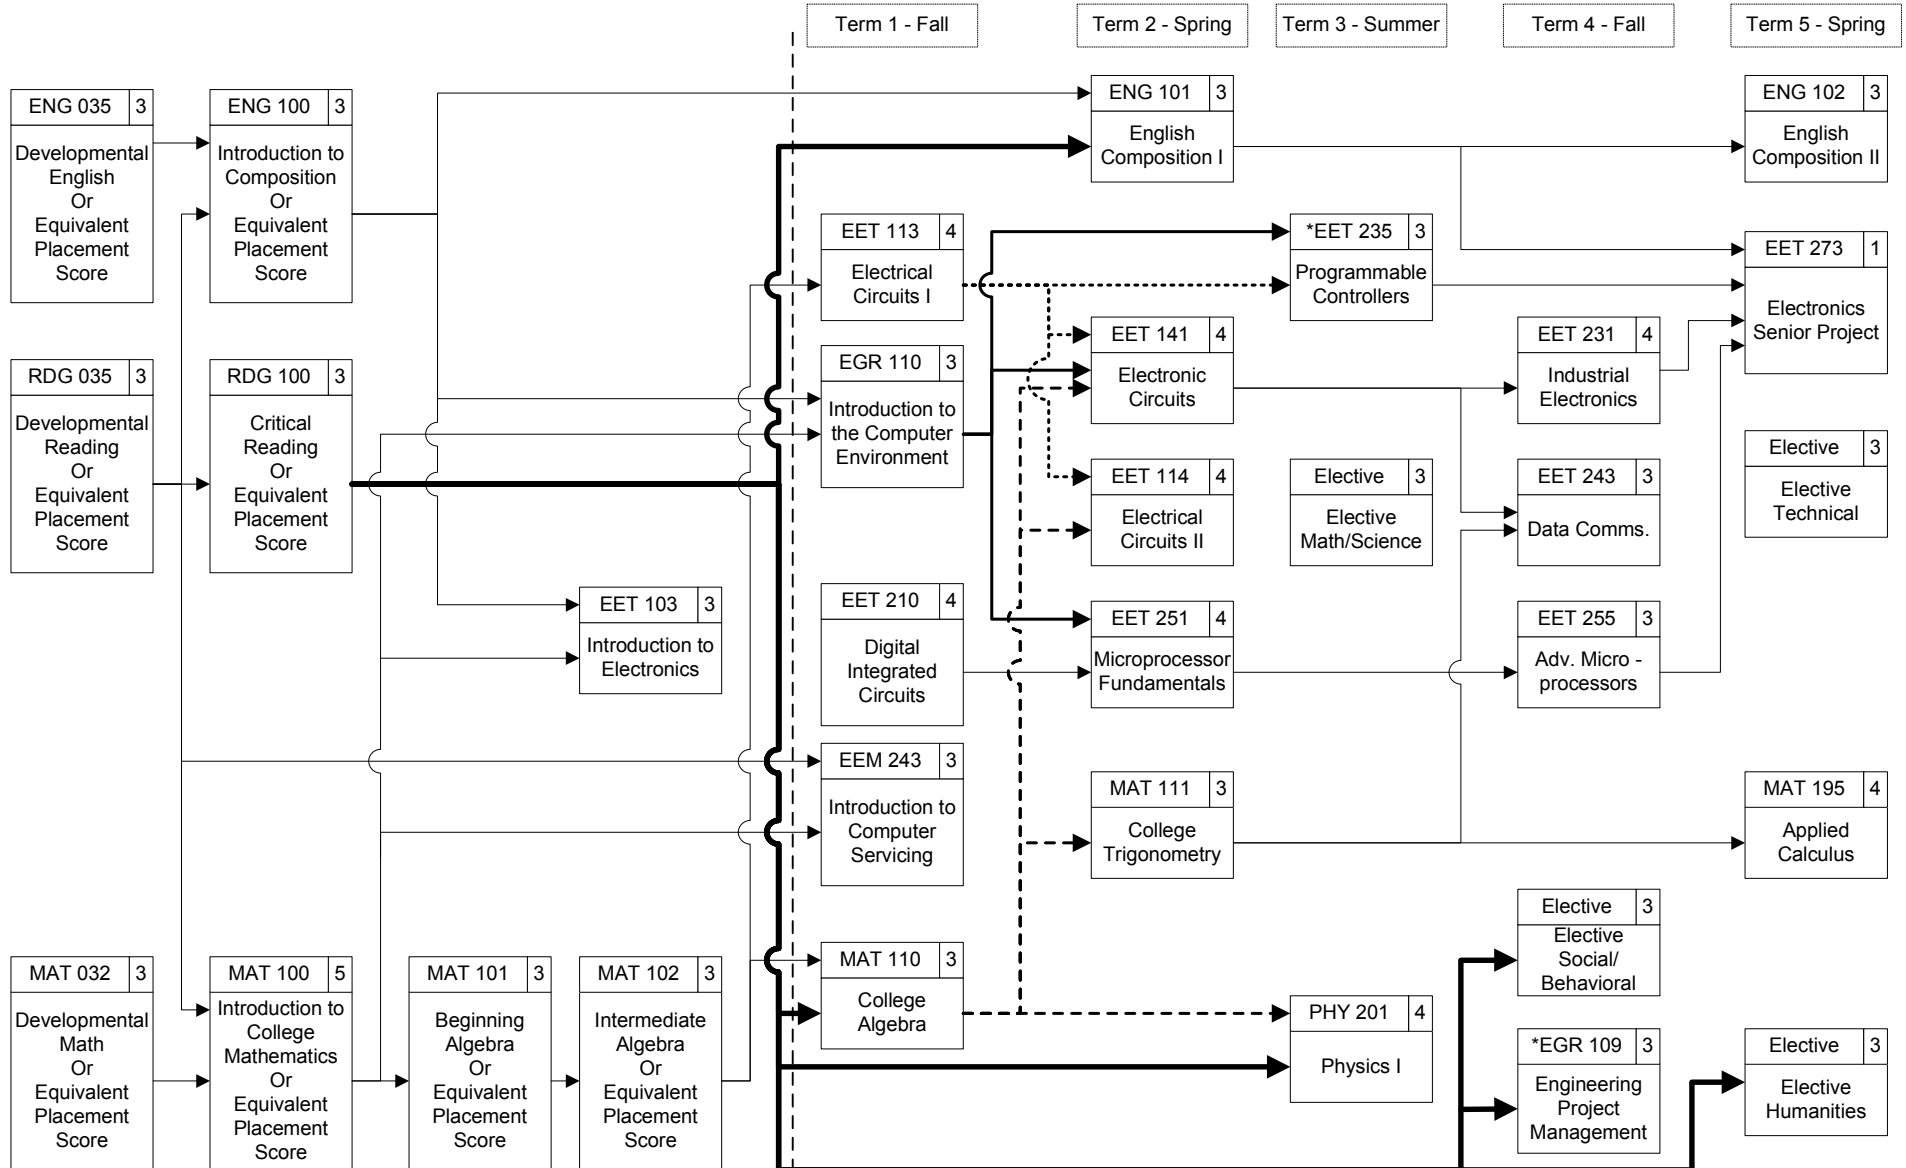 Term 1 - Fall
Term 2 - Spring
Term 3 - Summer
Term 4 - Fall
Term 5 - Spring
ENG 035 3
Developmental
English
Or
Equivalent
Placement
Score
ENG 100 3
Introduction to
Composition
Or
Equivalent
Placement
Score
RDG 035 3
Developmental
Reading
Or
Equivalent
Placement
Score
RDG 100 3
Critical
Reading
Or
Equivalent
Placement
Score
EET 103 3
Introduction to
Electronics
MAT 032 3
Developmental
Math
Or
Equivalent
Placement
Score
MAT 100 5
Introduction to
College
Mathematics
Or
Equivalent
Placement
Score
MAT 101 3
Beginning
Algebra
Or
Equivalent
Placement
Score
MAT 102 3
Intermediate
Algebra
Or
Equivalent
Placement
Score
EET 113 4
Electrical
Circuits I
EGR 110 3
Introduction to
the Computer
Environment
EET 210 4
Digital
Integrated
Circuits
EEM 243 3
Introduction to
Computer
Servicing
MAT 110 3
College
Algebra
ENG 101 3
English
Composition I
EET 141 4
Electronic
Circuits
EET 114 4
Electrical
Circuits II
EET 251 4
Microprocessor
Fundamentals
MAT 111 3
College
Trigonometry
*EET 235 3
Programmable
Controllers
Elective 3
Elective
Math/Science
PHY 201 4
Physics I
EET 231 4
Industrial
Electronics
EET 243 3
Data Comms.
EET 255 3
Adv. Micro -
processors
Elective 3
Elective
Social/
Behavioral
*EGR 109 3
Engineering
Project
Management
ENG 102 3
English
Composition II
EET 273 1
Electronics
Senior Project
Elective 3
Elective
Technical
MAT 195 4
Applied
Calculus
Elective 3
Elective
Humanities